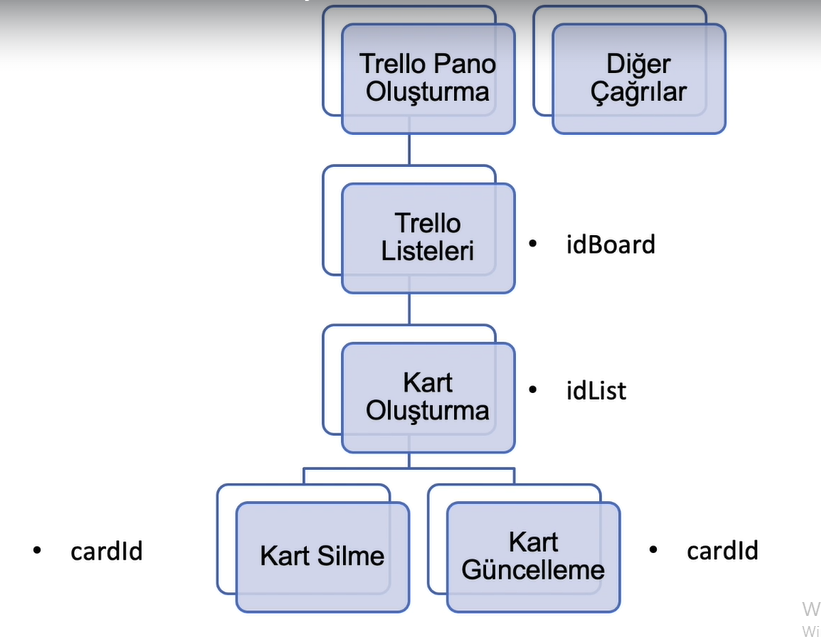 Trello Pano
Oluşturma
Diğer
Çağrılar
Trello
Listeleri
• idBoard
Kart
Oluşturma
• idList
• cardId
Kart Silme
Kart
Güncelleme
• cardId
W
Wi